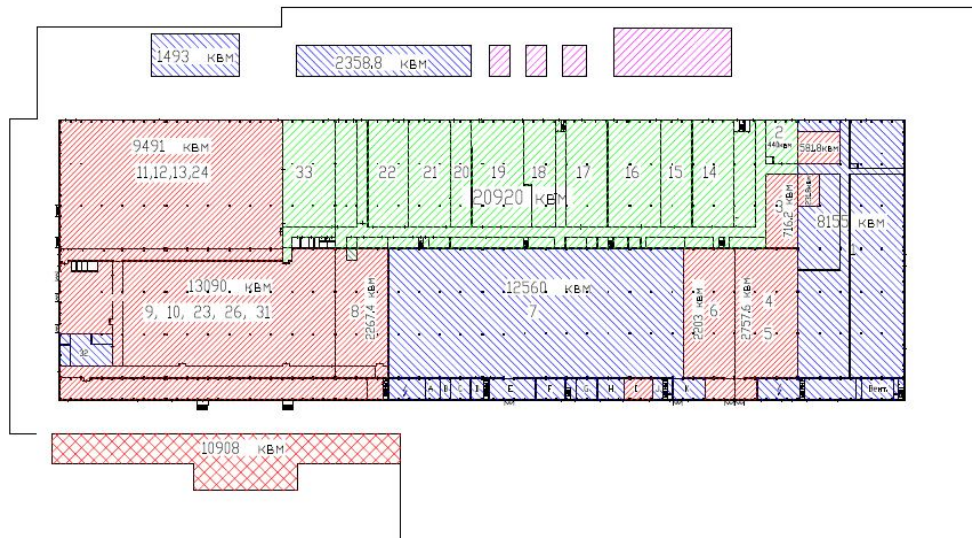 1493 КВМ
2358.8 КВМ
9491 КВМ
11,12,13,24
33
22
21
20
19
18
17
16
15
14
20920 КВМ
2
440КВМ
581.8КВМ
3
716.2 КВМ
8155 КВМ
13090 КВМ
9, 10, 23, 26, 31
8
2267.4 КВМ
12560 КВМ
7
2203 КВМ
6
2757.6 КВМ
4
5
32
A
B
C
D
E
F
G
H
I
J
K
Вент.
10908 КВМ